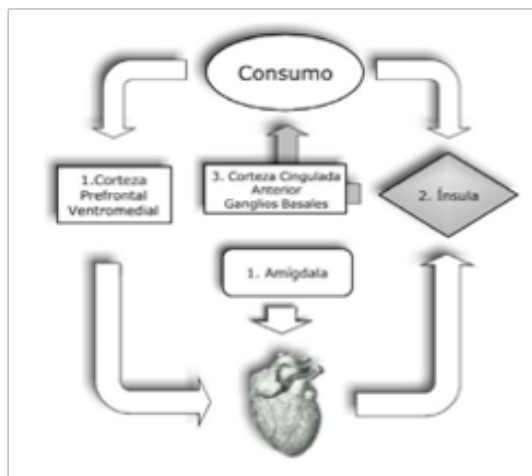 Consumo
1.Corteza
Prefrontal
Ventromedial
3. Corteza Cingulada
Anterior
Ganglios Basales
2. Ínsula
1. Amígdala